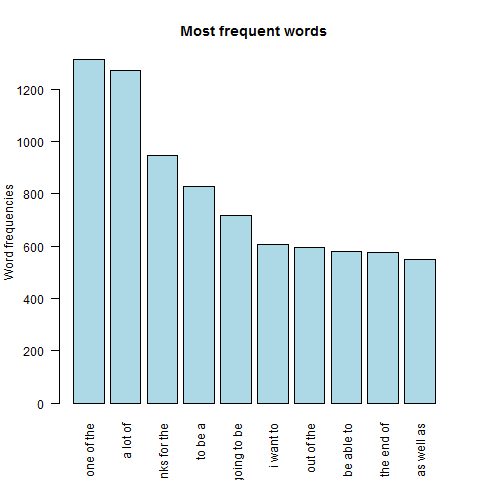 Most frequent words
Word frequencies
1200
1000
800
600
400
200
0
one of the
a lot of
nks for the
to be a
going to be
i want to
out of the
be able to
the end of
as well as